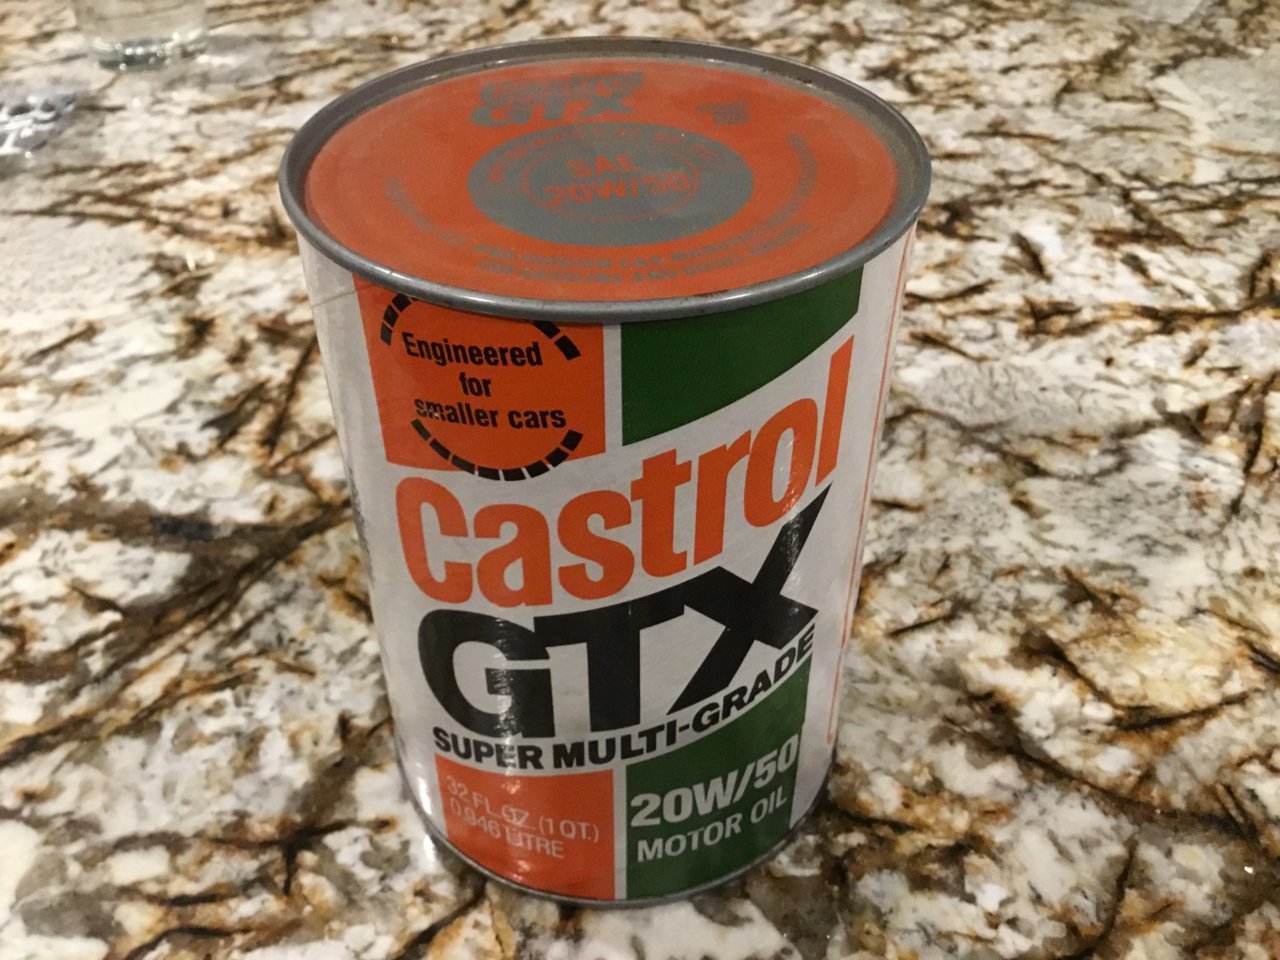 Castrol
GTX
SAE
20W/50
Engineered
for
smaller cars
Castrol
GTX
SUPER MULTI-GRADE
32 FL. OZ. (1 QT.)
0.946 LITRE
20W/50
MOTOR OIL